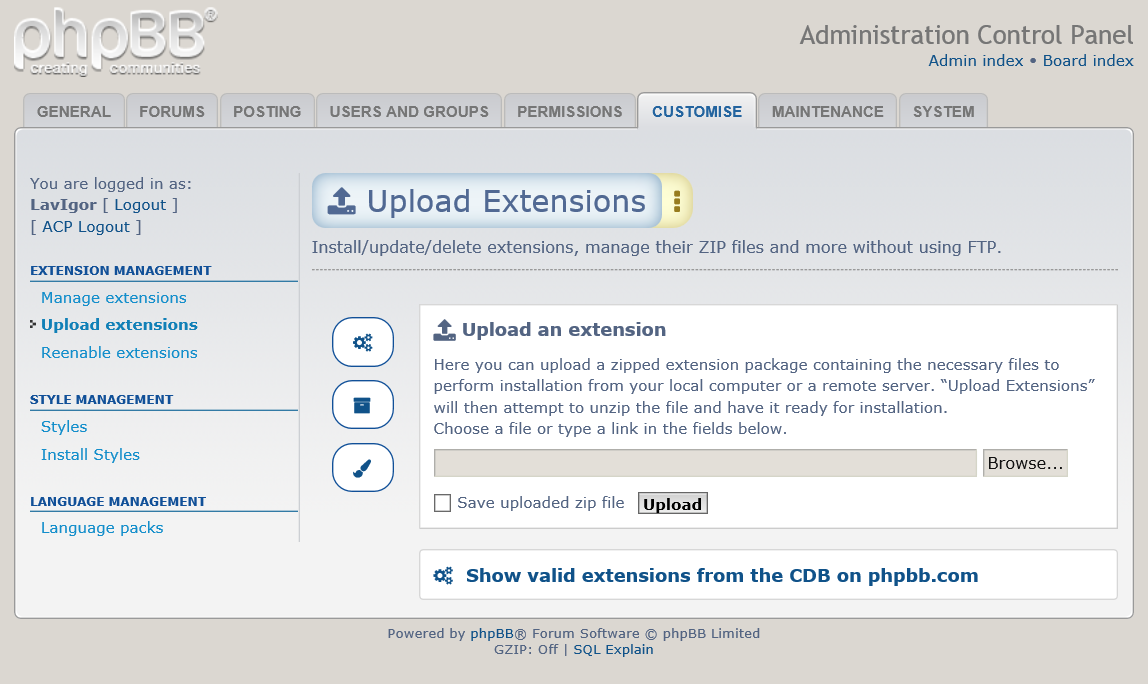 phpBB®
creating communities
Administration Control Panel
Admin index • Board index
GENERAL FORUMS POSTING USERS AND GROUPS PERMISSIONS CUSTOMISE MAINTENANCE SYSTEM
You are logged in as:
LavIgor [ Logout ]
[ ACP Logout ]
EXTENSION MANAGEMENT
Manage extensions
Upload extensions
Reenable extensions
STYLE MANAGEMENT
Styles
Install Styles
LANGUAGE MANAGEMENT
Language packs
Upload Extensions
Install/update/delete extensions, manage their ZIP files and more without using FTP.
Upload an extension
Here you can upload a zipped extension package containing the necessary files to
perform installation from your local computer or a remote server. “Upload Extensions”
will then attempt to unzip the file and have it ready for installation.
Choose a file or type a link in the fields below.
Browse...
Save uploaded zip file Upload
Show valid extensions from the CDB on phpbb.com
Powered by phpBB® Forum Software © phpBB Limited
GZIP: Off | SQL Explain